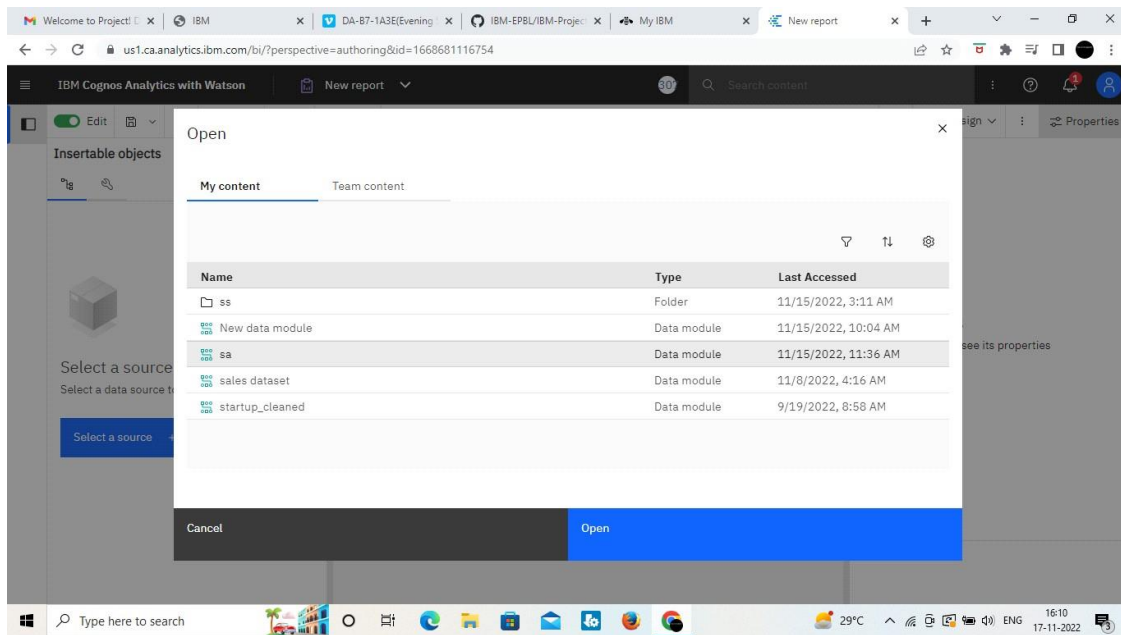 Welcome to Project! D
IBM
DA-B7-1A3E(Evening
IBM-EPBL/IBM-Project
My IBM
New report
us1.ca.analytics.ibm.com/bi/?perspective=authoring&id=1668681116754
IBM Cognos Analytics with Watson
New report
Search content
1
Edit
sign
Properties
Insertable objects
Open
My content
Team content
Name Type Last Accessed
ss Folder 11/15/2022, 3:11 AM
New data module Data module 11/15/2022, 10:04 AM
sa Data module 11/15/2022, 11:36 AM
see its properties
sales dataset Data module 11/8/2022, 4:16 AM
startup_cleaned Data module 9/19/2022, 8:58 AM
Select a source
Select a data source t
Select a source
Cancel
Open
Type here to search
29°C
ENG
16:10
17-11-2022
3